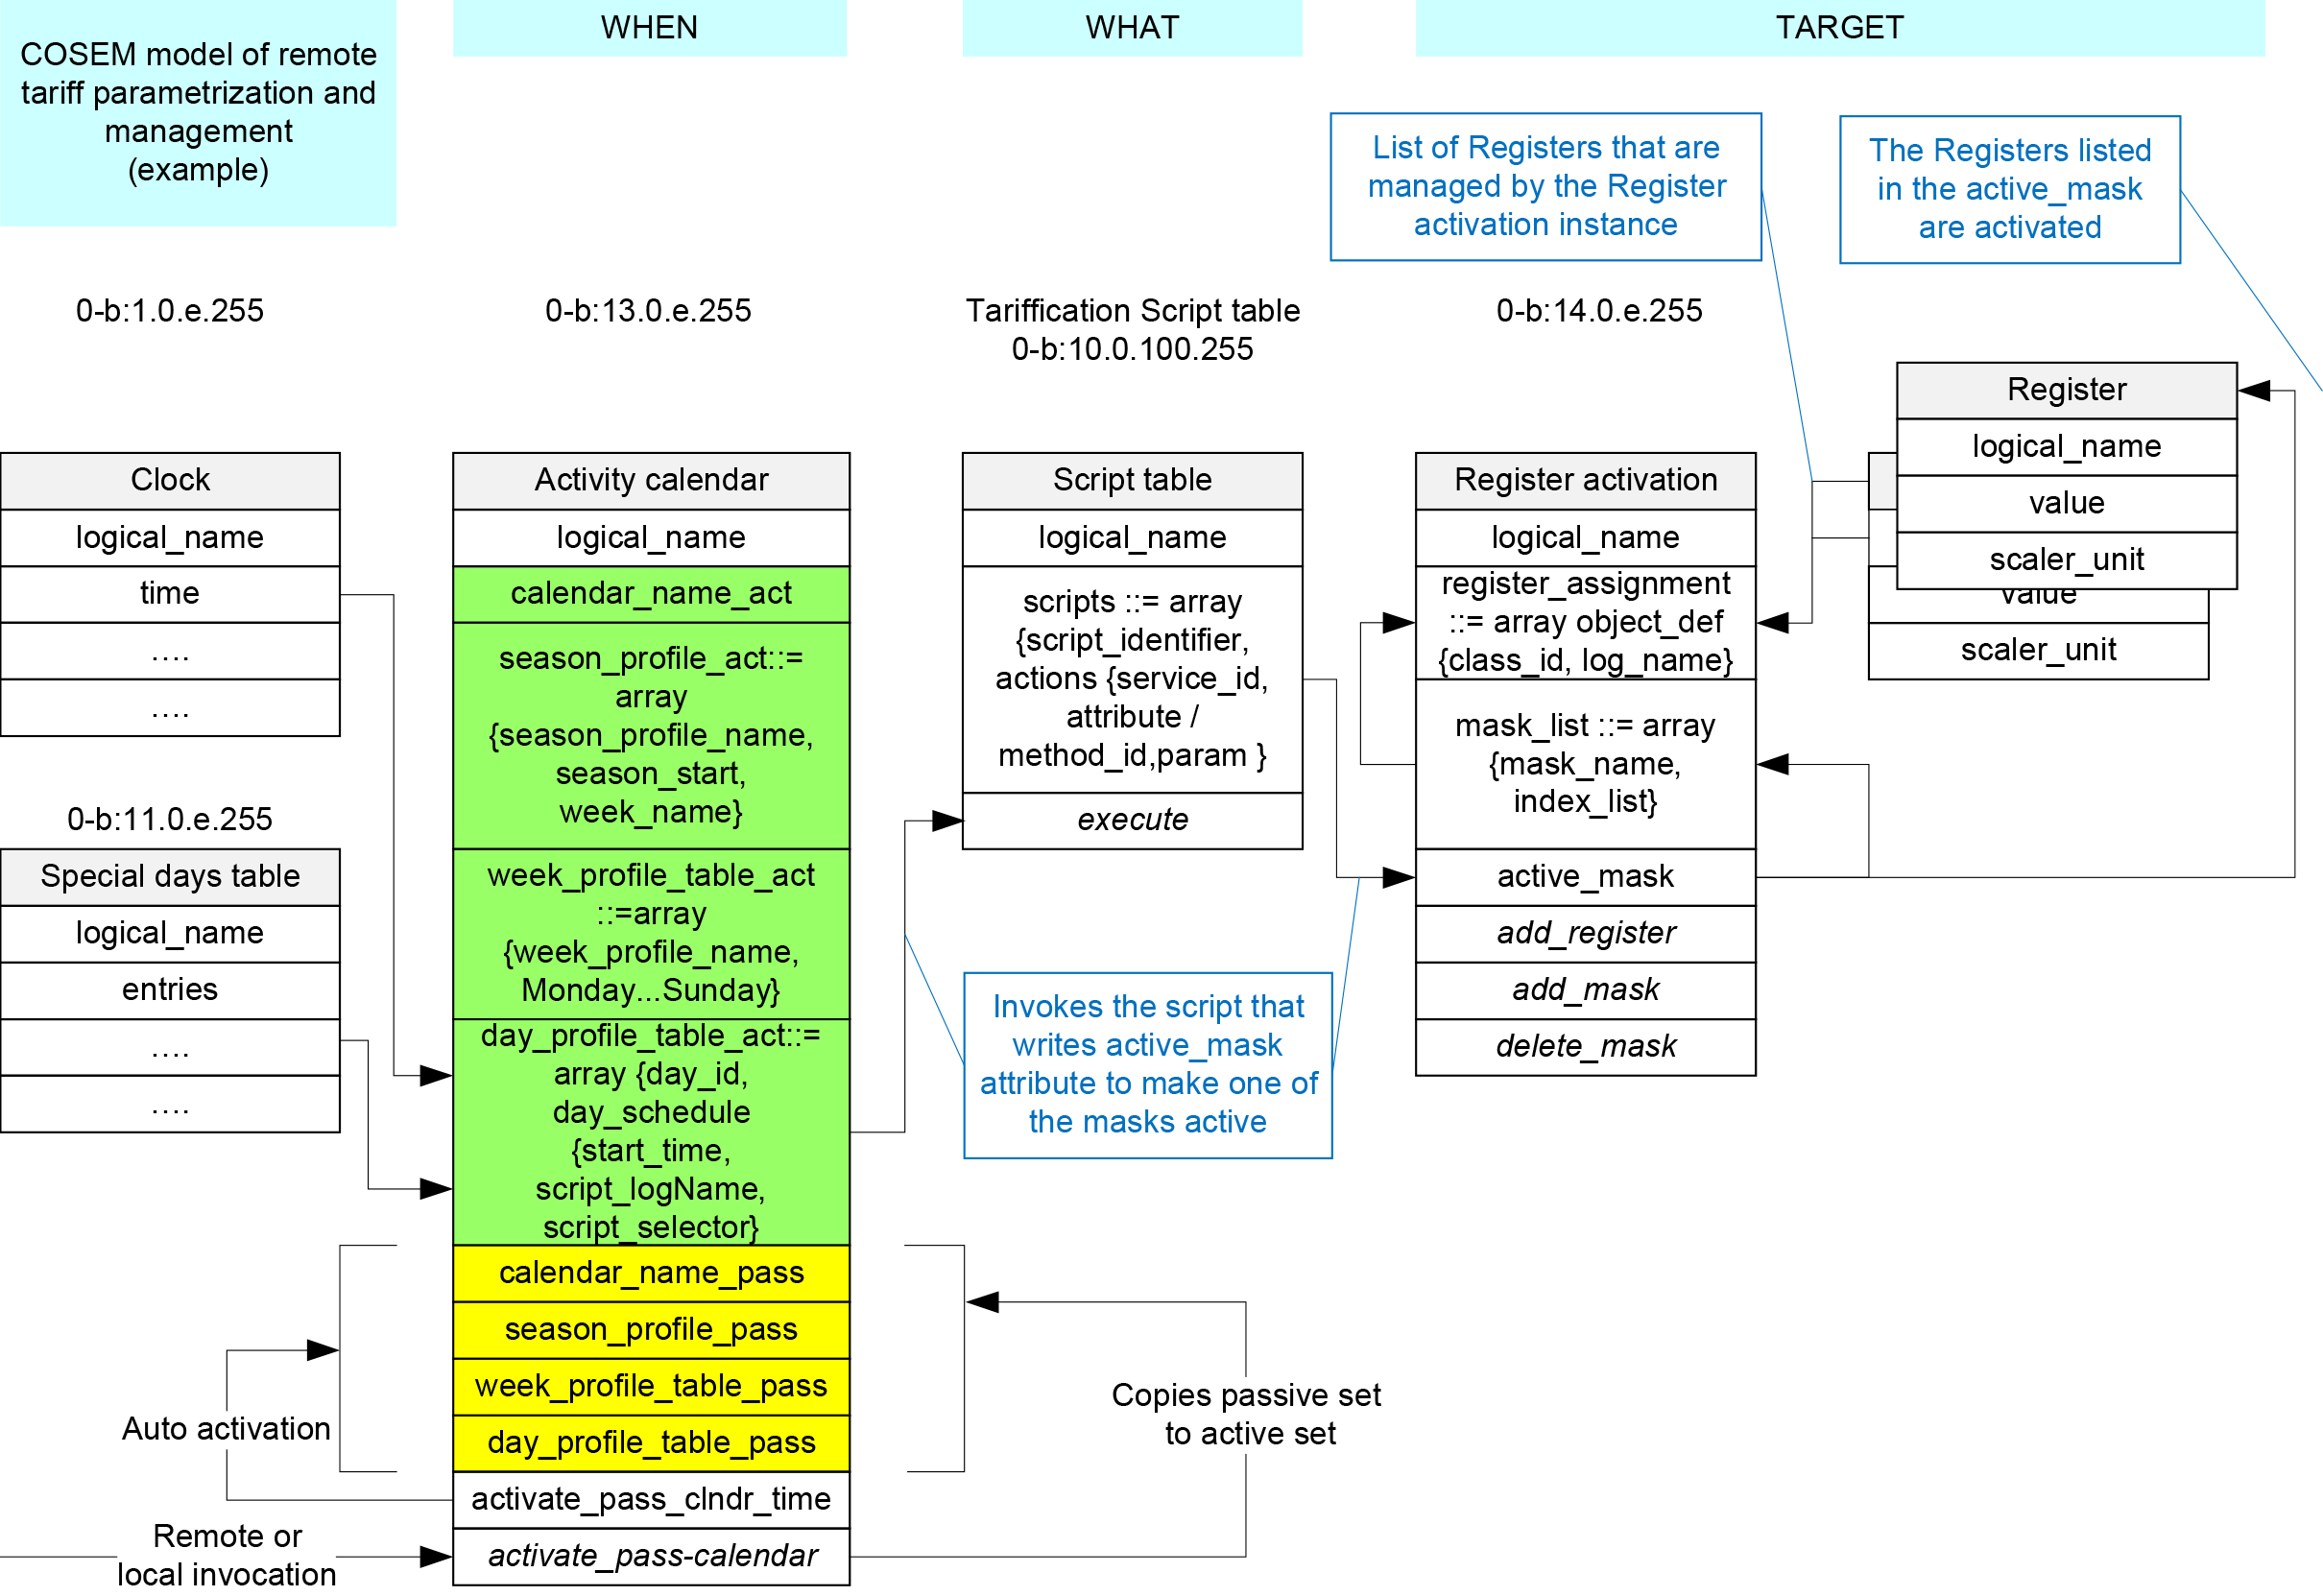 COSEM model of remote
tariff parametrization and
management
(example)
WHEN
WHAT
TARGET
List of Registers that are
managed by the Register
activation instance
The Registers listed
in the active_mask
are activated
0-b:1.0.e.255
0-b:13.0.e.255
Tariffication Script table
0-b:10.0.100.255
0-b:14.0.e.255
Clock
logical_name
time
....
....
0-b:11.0.e.255
Special days table
logical_name
entries
....
....
Activity calendar
logical_name
calendar_name_act
season_profile_act::=
array
{season_profile_name,
season_start,
week_name}
week_profile_table_act
::=array
{week_profile_name,
Monday...Sunday}
day_profile_table_act::=
array {day_id,
day_schedule
{start_time,
script_logName,
script_selector}
calendar_name_pass
season_profile_pass
week_profile_table_pass
day_profile_table_pass
activate_pass_clndr_time
activate_pass-calendar
Script table
logical_name
scripts ::= array
{script_identifier,
actions {service_id,
attribute /
method_id,param }
execute
Invokes the script that
writes active_mask
attribute to make one of
the masks active
Register activation
logical_name
register_assignment
::= array object_def
{class_id, log_name}
mask_list ::= array
{mask_name,
index_list}
active_mask
add_register
add_mask
delete_mask
Register
logical_name
value
scaler_unit
value
scaler_unit
Auto activation
Remote or
local invocation
Copies passive set
to active set